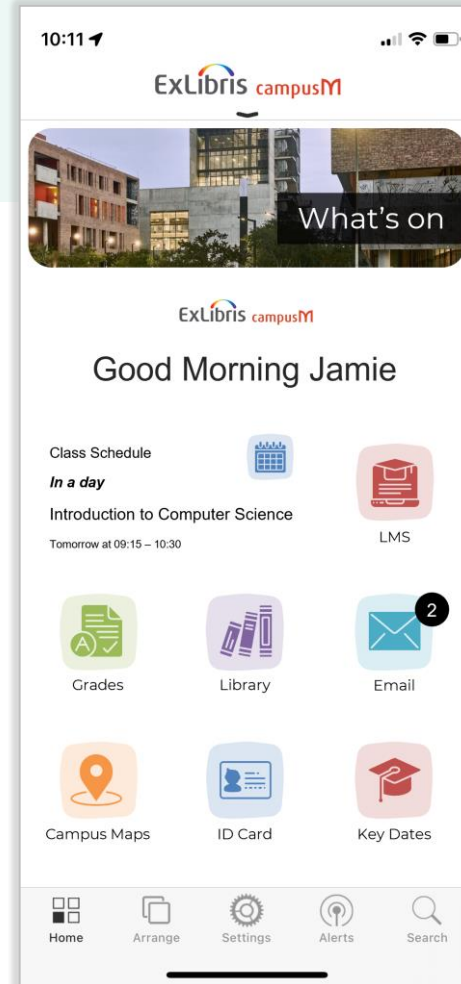 10:11
ExLibris campusM
What's on
ExLibris campusM
Good Morning Jamie
Class Schedule
In a day
Introduction to Computer Science
Tomorrow at 09:15 – 10:30
LMS
2
A
Grades
Library
Email
Campus Maps
ID Card
Key Dates
Home
Arrange
Settings
Alerts
Search